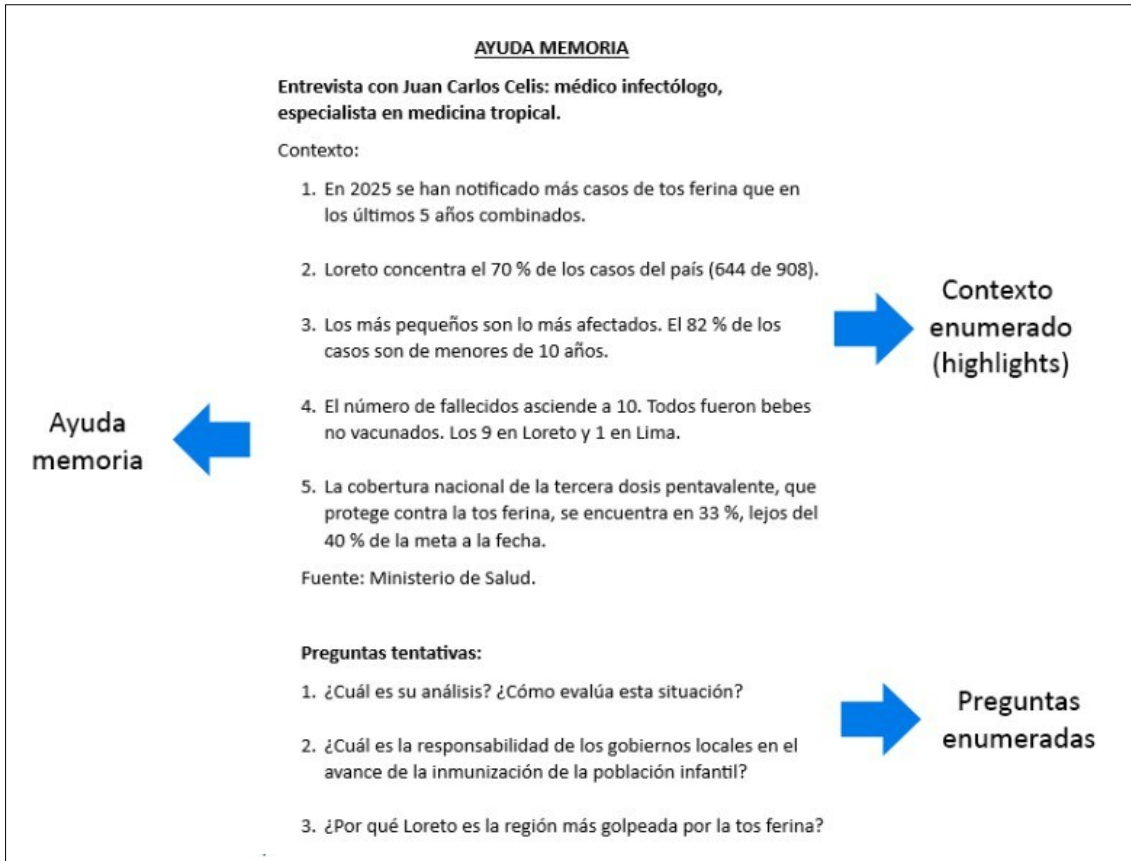 AYUDA MEMORIA
Entrevista con Juan Carlos Celis: médico infectólogo,
especialista en medicina tropical.
Contexto:
1. En 2025 se han notificado más casos de tos ferina que en
los últimos 5 años combinados.
2. Loreto concentra el 70 % de los casos del país (644 de 908).
3. Los más pequeños son lo más afectados. El 82 % de los
casos son de menores de 10 años.
4. El número de fallecidos asciende a 10. Todos fueron bebes
no vacunados. Los 9 en Loreto y 1 en Lima.
5. La cobertura nacional de la tercera dosis pentavalente, que
protege contra la tos ferina, se encuentra en 33 %, lejos del
40 % de la meta a la fecha.
Fuente: Ministerio de Salud.
Preguntas tentativas:
1. ¿Cuál es su análisis? ¿Cómo evalúa esta situación?
2. ¿Cuál es la responsabilidad de los gobiernos locales en el
avance de la inmunización de la población infantil?
3. ¿Por qué Loreto es la región más golpeada por la tos ferina?
Ayuda
memoria
Contexto
enumerado
(highlights)
Preguntas
enumeradas